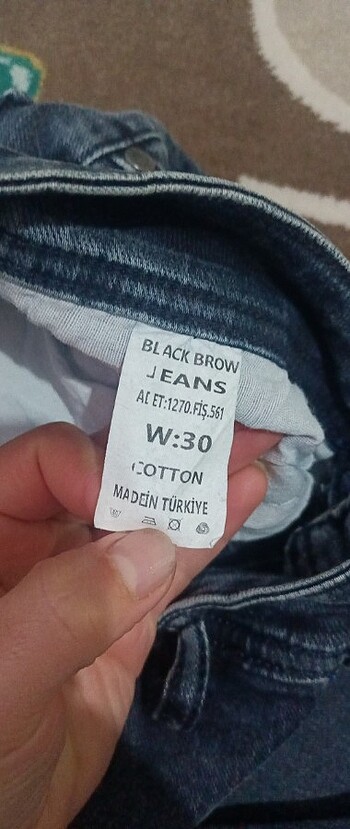 BLACK BROW
JEANS
ADET:1270.FİŞ.561
W:30
COTTON
MADEİN TÜRKİYE